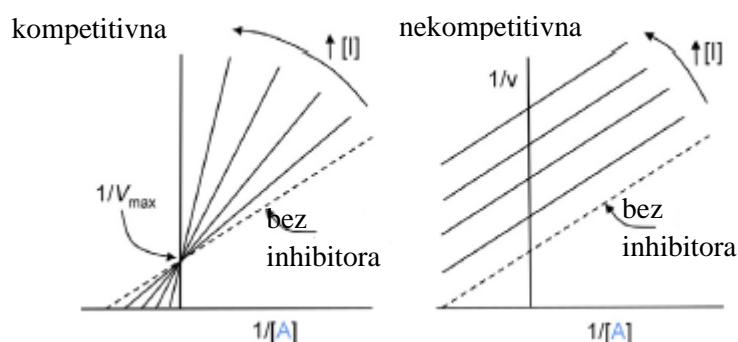 kompetitivna
↑ [I]
1/Vmax
bez
inhibitora
1/[A]
nekompetitivna
1/v
↑ [I]
bez
inhibitora
1/[A]